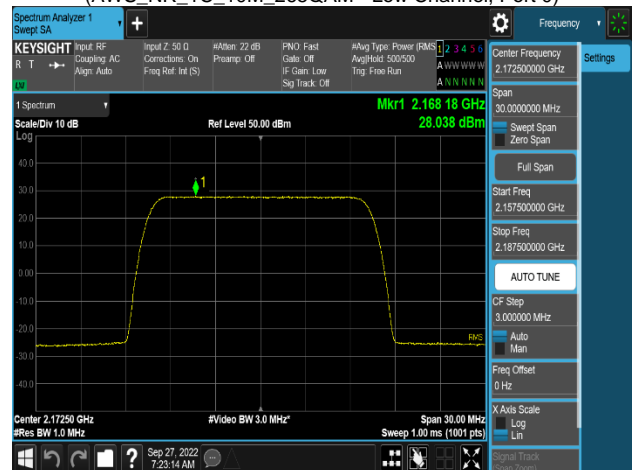 (AWS_NR_1C_15M_256QAM - Low Channel, Port 0)
Spectrum Analyzer 1
Swept SA
Frequency
KEYSIGHT
R T
LW
Input: RF
Coupling: AC
Align: Auto
Input Z: 50 Ω
Corrections: On
Freq Ref: Int (S)
#Atten: 22 dB
Preamp: Off
PNO: Fast
Gate: Off
IF Gain: Low
Sig Track: Off
#Avg Type: Power (RMS)
Avg|Hold: 500/500
Trig: Free Run
1 2 3 4 5 6
A W W W W W
A N N N N N
1 Spectrum
Scale/Div 10 dB
Log
Ref Level 50.00 dBm
Mkr1 2.168 18 GHz
28.038 dBm
40.0
30.0
20.0
10.0
0.00
-10.0
-20.0
-30.0
-40.0
1
RMS
Center 2.17250 GHz
#Res BW 1.0 MHz
#Video BW 3.0 MHz*
Span 30.00 MHz
Sweep 1.00 ms (1001 pts)
Center Frequency
2.172500000 GHz
Settings
Span
30.0000000 MHz
Swept Span
Zero Span
Full Span
Start Freq
2.157500000 GHz
Stop Freq
2.187500000 GHz
AUTO TUNE
CF Step
3.000000 MHz
Auto
Man
Freq Offset
0 Hz
X Axis Scale
Log
Lin
Signal Track
(Span Zoom)
?
Sep 27, 2022
7:23:14 AM